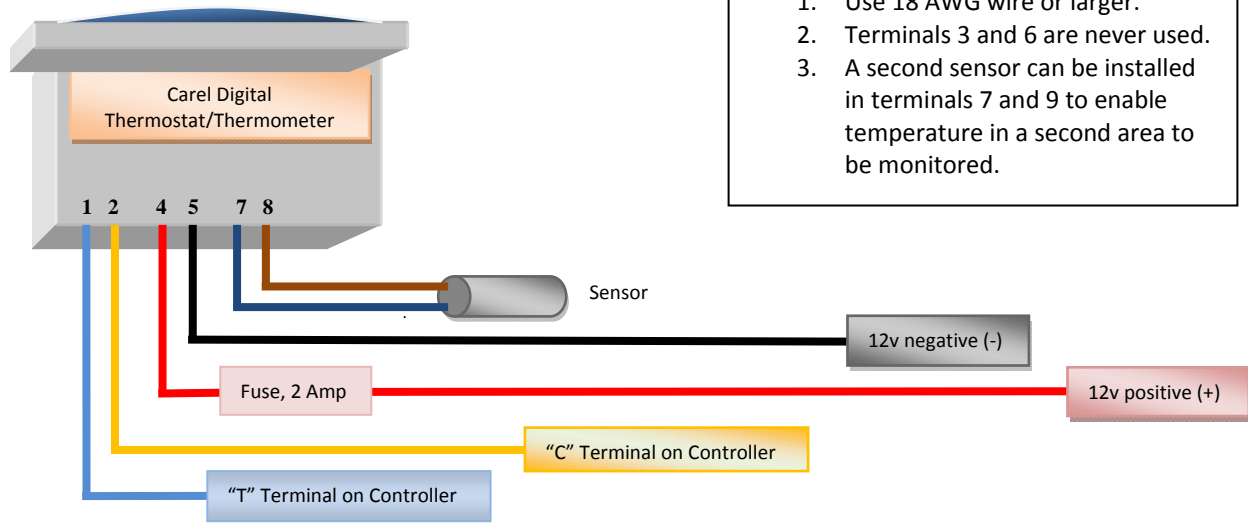 1. Use 18 AWG wire or larger.
2. Terminals 3 and 6 are never used.
3. A second sensor can be installed
in terminals 7 and 9 to enable
temperature in a second area to
be monitored.
Carel Digital
Thermostat/Thermometer
1 2 4 5 7 8
Sensor
12v negative (-)
Fuse, 2 Amp
12v positive (+)
“C” Terminal on Controller
“T” Terminal on Controller